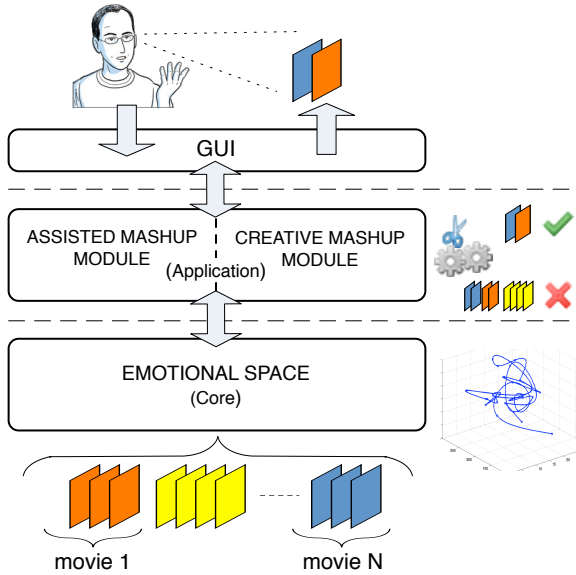 GUI
ASSISTED MASHUP
MODULE
CREATIVE MASHUP
MODULE
(Application)
EMOTIONAL SPACE
(Core)
movie 1
movie N